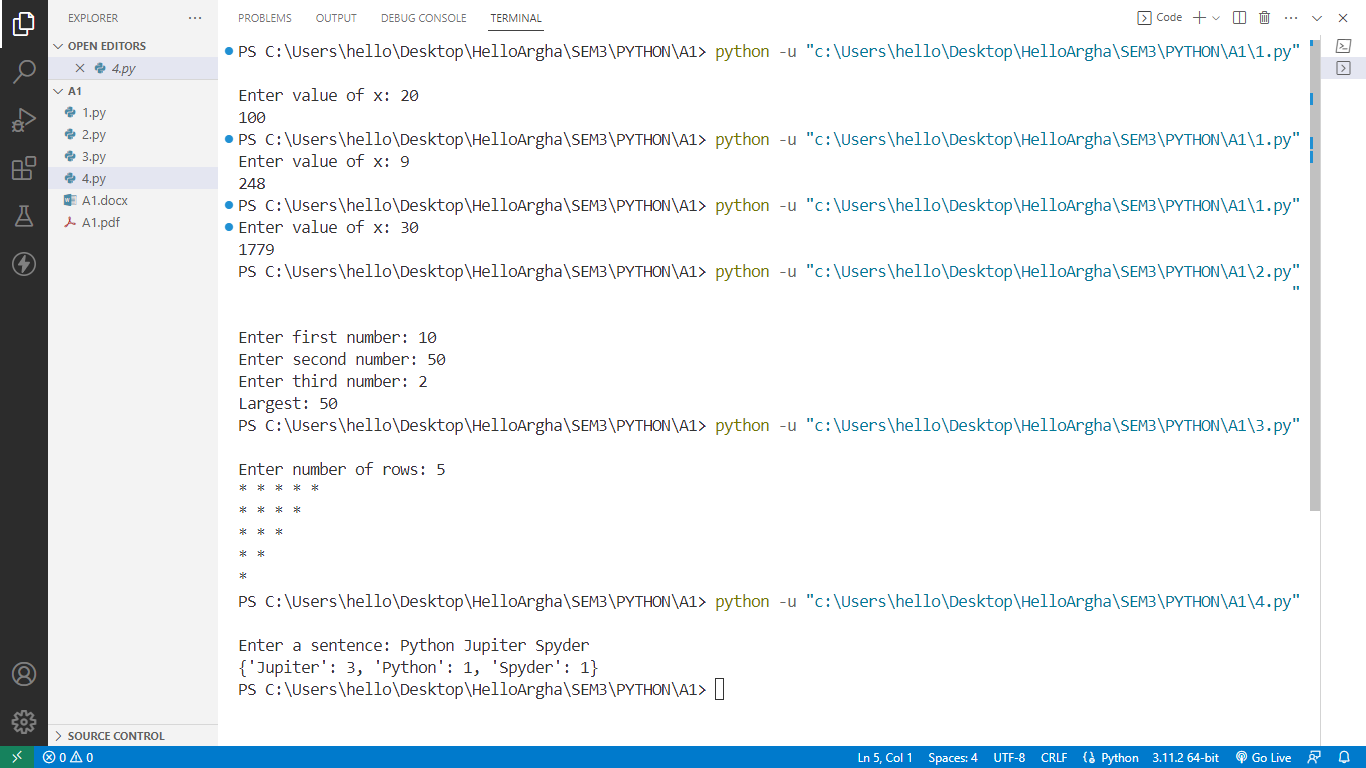 EXPLORER ...
OPEN EDITORS
4.py
A1
1.py
2.py
3.py
4.py
A1.docx
A1.pdf
SOURCE CONTROL
PROBLEMS OUTPUT DEBUG CONSOLE TERMINAL
Code
PS C:\Users\hello\Desktop\HelloArgha\SEM3\PYTHON\A1> python -u "c:\Users\hello\Desktop\HelloArgha\SEM3\PYTHON\A1\1.py"
Enter value of x: 20
100
PS C:\Users\hello\Desktop\HelloArgha\SEM3\PYTHON\A1> python -u "c:\Users\hello\Desktop\HelloArgha\SEM3\PYTHON\A1\1.py"
Enter value of x: 9
248
PS C:\Users\hello\Desktop\HelloArgha\SEM3\PYTHON\A1> python -u "c:\Users\hello\Desktop\HelloArgha\SEM3\PYTHON\A1\1.py"
Enter value of x: 30
1779
PS C:\Users\hello\Desktop\HelloArgha\SEM3\PYTHON\A1> python -u "c:\Users\hello\Desktop\HelloArgha\SEM3\PYTHON\A1\2.py"
"
Enter first number: 10
Enter second number: 50
Enter third number: 2
Largest: 50
PS C:\Users\hello\Desktop\HelloArgha\SEM3\PYTHON\A1> python -u "c:\Users\hello\Desktop\HelloArgha\SEM3\PYTHON\A1\3.py"
Enter number of rows: 5
* * * * *
* * * *
* * *
* *
*
PS C:\Users\hello\Desktop\HelloArgha\SEM3\PYTHON\A1> python -u "c:\Users\hello\Desktop\HelloArgha\SEM3\PYTHON\A1\4.py"
Enter a sentence: Python Jupiter Spyder
{'Jupiter': 3, 'Python': 1, 'Spyder': 1}
PS C:\Users\hello\Desktop\HelloArgha\SEM3\PYTHON\A1>
0 0 Ln 5, Col 1 Spaces: 4 UTF-8 CRLF Python 3.11.2 64-bit Go Live